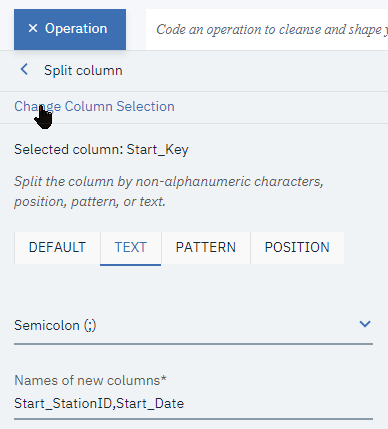 × Operation
Code an operation to cleanse and shape y
Split column
Change Column Selection
Selected column: Start_Key
Split the column by non-alphanumeric characters,
position, pattern, or text.
DEFAULT TEXT PATTERN POSITION
Semicolon (;)
Names of new columns*
Start_StationID,Start_Date